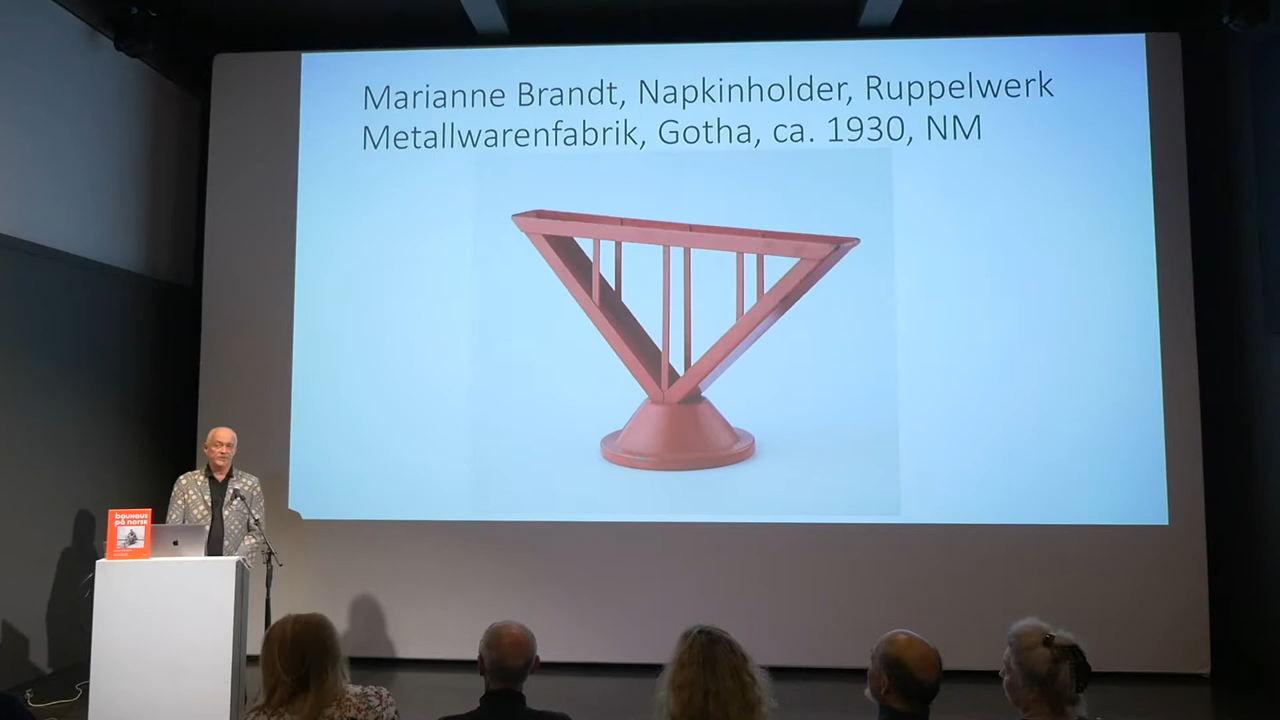 Marianne Brandt, Napkinholder, Ruppelwerk
Metallwarenfabrik, Gotha, ca. 1930, NM
bauhaus
på norsk